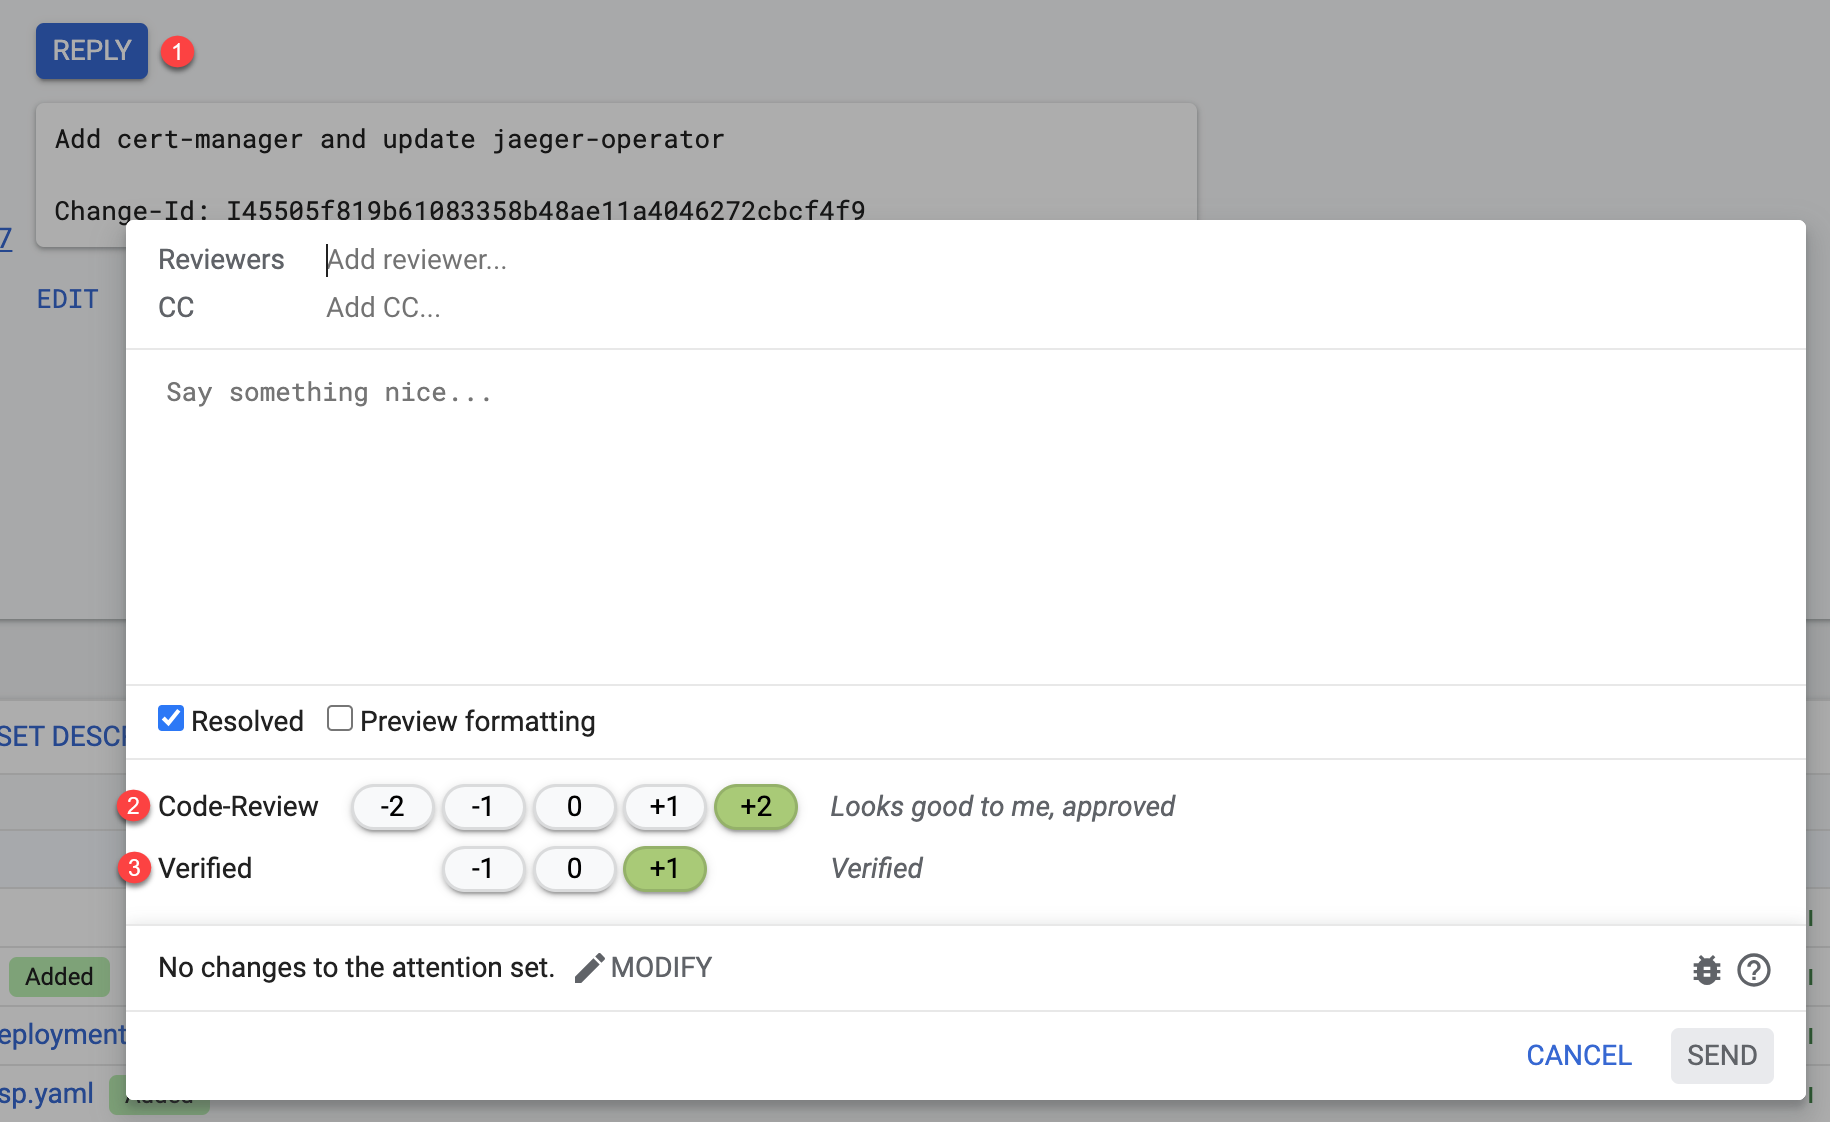 REPLY 1
Add cert-manager and update jaeger-operator
Change-Id: I45505f819b61083358b48ae11a4046272cbcf4f9
7
EDIT
Reviewers Add reviewer...
CC Add CC...
Say something nice...
Resolved Preview formatting
SET DESCR
2 Code-Review -2 -1 0 +1 +2 Looks good to me, approved
3 Verified -1 0 +1 Verified
No changes to the attention set. MODIFY
Added
eployment
CANCEL SEND
sp.yaml Added